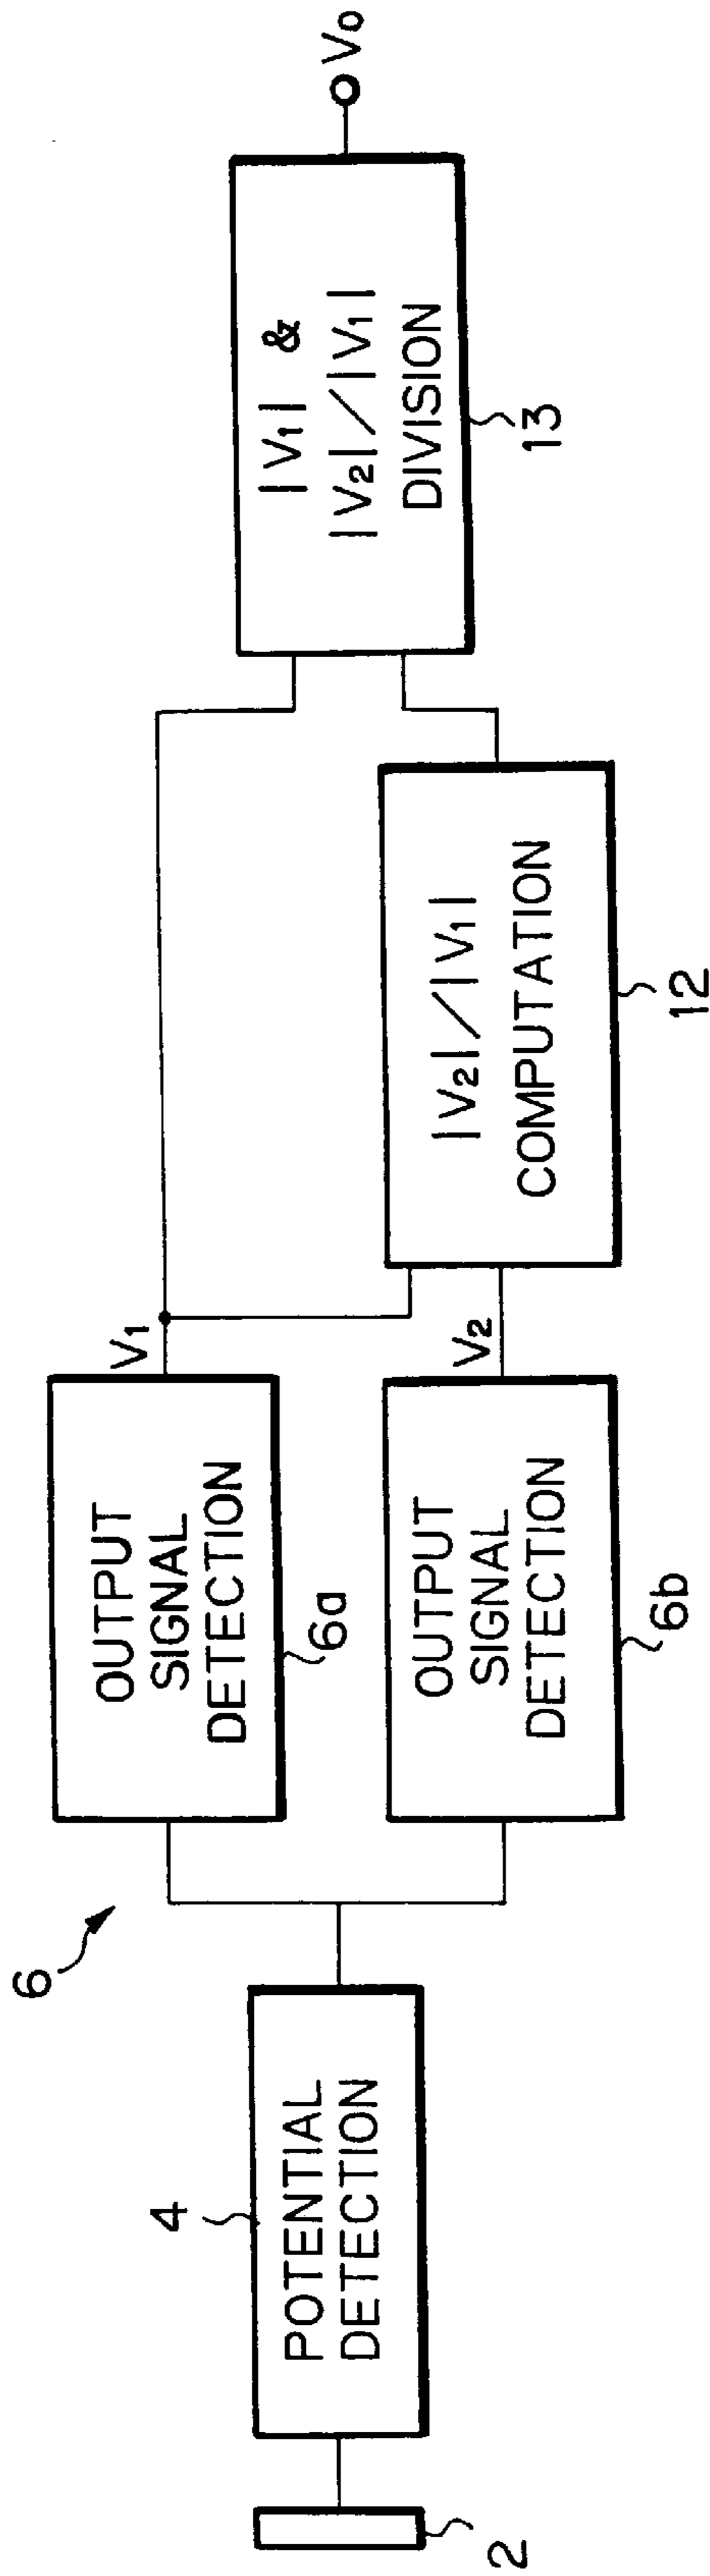 6
2
4
POTENTIAL
DETECTION
OUTPUT
SIGNAL
DETECTION
6a
V₁
OUTPUT
SIGNAL
DETECTION
6b
V₂
|V₂|/|V₁|
COMPUTATION
12
|V₁| &
|V₂|/|V₁|
DIVISION
13
V₀